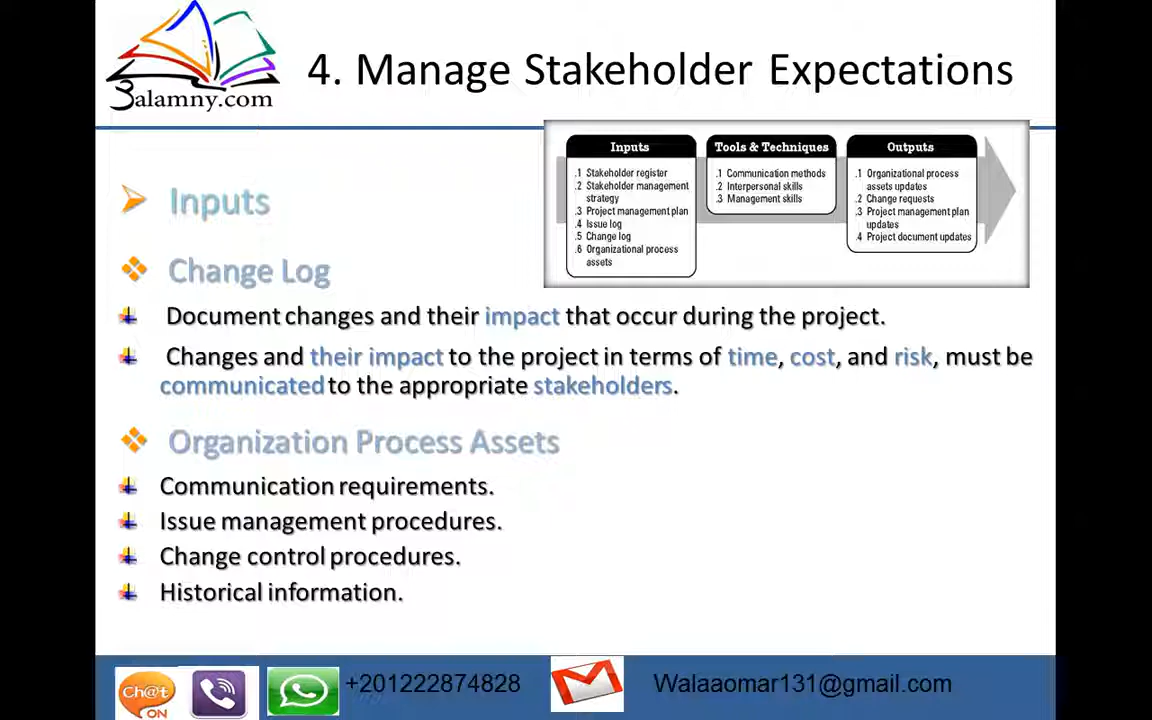 3alamny.com
4. Manage Stakeholder Expectations
Inputs
.1 Stakeholder register
.2 Stakeholder management
strategy
.3 Project management plan
.4 Issue log
.5 Change log
.6 Organizational process
assets
Tools & Techniques
.1 Communication methods
.2 Interpersonal skills
.3 Management skills
Outputs
.1 Organizational process
assets updates
.2 Change requests
.3 Project management plan
updates
.4 Project document updates
Inputs
Change Log
Document changes and their impact that occur during the project.
Changes and their impact to the project in terms of time, cost, and risk, must be
communicated to the appropriate stakeholders.
Organization Process Assets
Communication requirements.
Issue management procedures.
Change control procedures.
Historical information.
Ch@t
ON
+201222874828
Walaaomar131@gmail.com